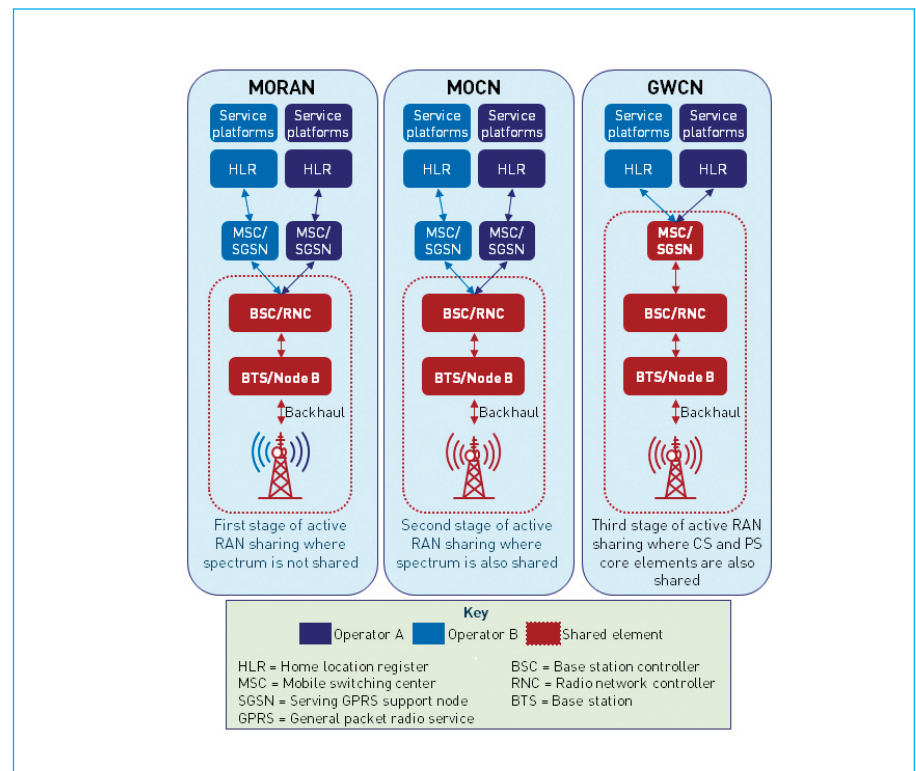 MORAN
Service platforms
Service platforms
HLR
HLR
MSC/
SGSN
MSC/
SGSN
BSC/RNC
BTS/Node B
Backhaul
First stage of active
RAN sharing where
spectrum is not shared
MOCN
Service platforms
Service platforms
HLR
HLR
MSC/
SGSN
MSC/
SGSN
BSC/RNC
BTS/Node B
Backhaul
Second stage of active
RAN sharing where
spectrum is also shared
GWCN
Service platforms
Service platforms
HLR
HLR
MSC/
SGSN
BSC/RNC
BTS/Node B
Backhaul
Third stage of active RAN
sharing where CS and PS
core elements are also
shared
Key
Operator A
Operator B
Shared element
HLR = Home location register
MSC = Mobile switching center
SGSN = Serving GPRS support node
GPRS = General packet radio service
BSC = Base station controller
RNC = Radio network controller
BTS = Base station